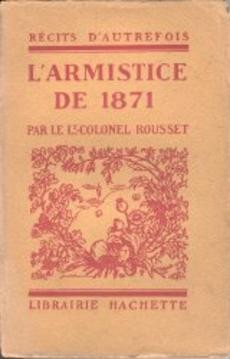 RÉCITS D'AUTREFOIS
L'ARMISTICE
DE 1871
PAR LE Lt-COLONEL ROUSSET
LIBRAIRIE HACHETTE